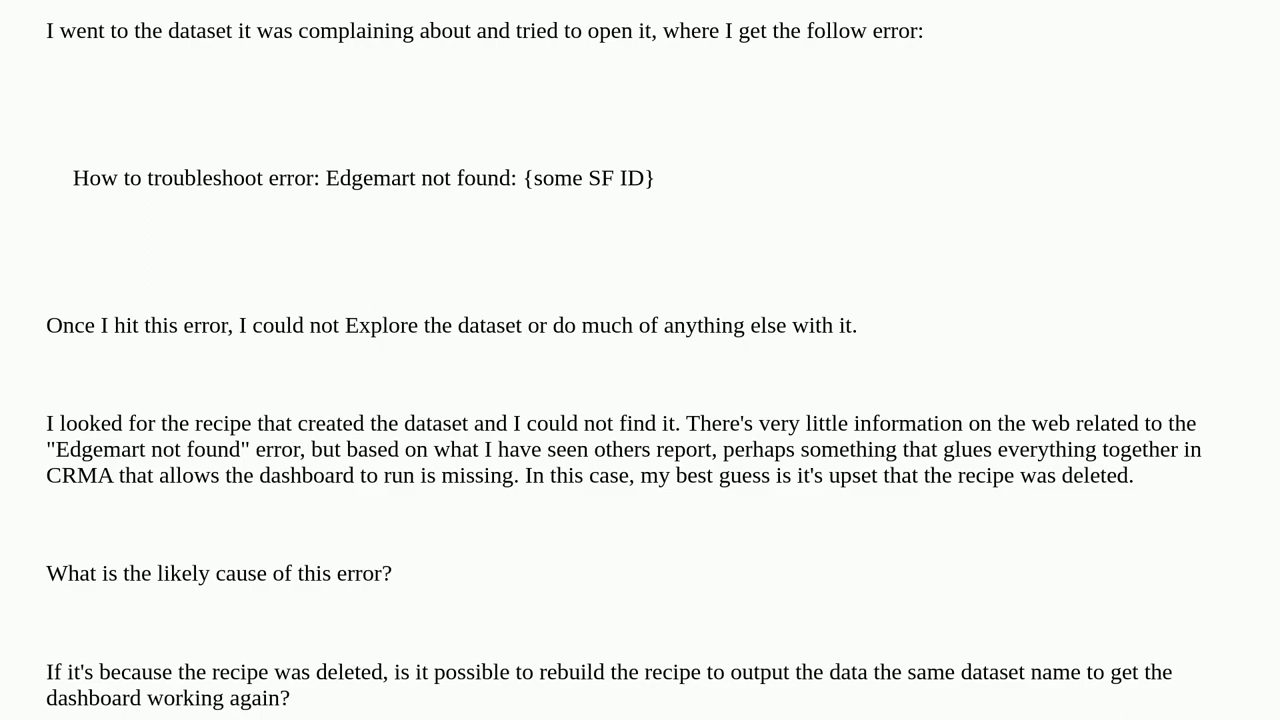 I went to the dataset it was complaining about and tried to open it, where I get the follow error:
How to troubleshoot error: Edgemart not found: {some SF ID}
Once I hit this error, I could not Explore the dataset or do much of anything else with it.
I looked for the recipe that created the dataset and I could not find it. There's very little information on the web related to the
"Edgemart not found" error, but based on what I have seen others report, perhaps something that glues everything together in
CRMA that allows the dashboard to run is missing. In this case, my best guess is it's upset that the recipe was deleted.
What is the likely cause of this error?
If it's because the recipe was deleted, is it possible to rebuild the recipe to output the data the same dataset name to get the
dashboard working again?